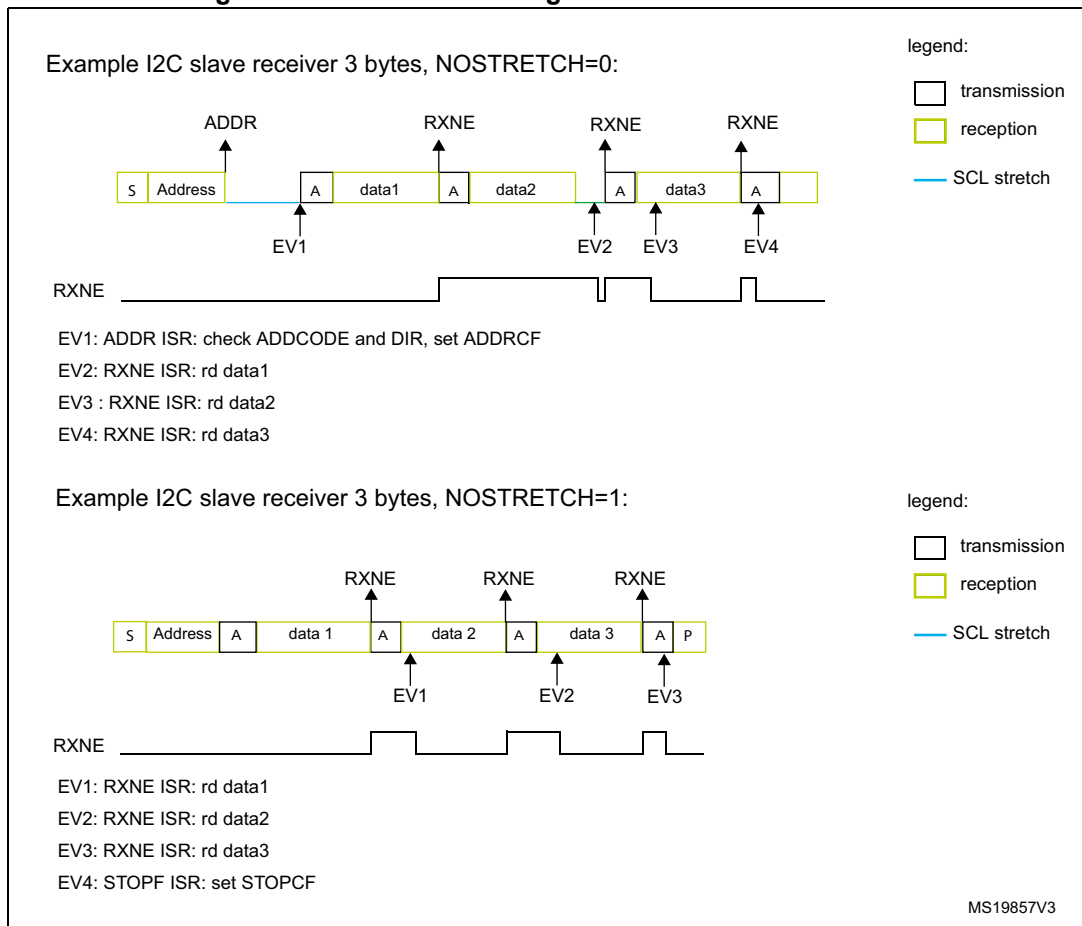 Example I2C slave receiver 3 bytes, NOSTRETCH=0:
legend:
transmission
reception
SCL stretch
ADDR RXNE RXNE RXNE
S Address A data1 A data2 A data3 A
EV1 EV2 EV3 EV4
RXNE
EV1: ADDR ISR: check ADDCODE and DIR, set ADDRCF
EV2: RXNE ISR: rd data1
EV3 : RXNE ISR: rd data2
EV4: RXNE ISR: rd data3
Example I2C slave receiver 3 bytes, NOSTRETCH=1:
legend:
transmission
reception
SCL stretch
RXNE RXNE RXNE
S Address A data 1 A data 2 A data 3 A P
EV1 EV2 EV3
RXNE
EV1: RXNE ISR: rd data1
EV2: RXNE ISR: rd data2
EV3: RXNE ISR: rd data3
EV4: STOPF ISR: set STOPCF
MS19857V3